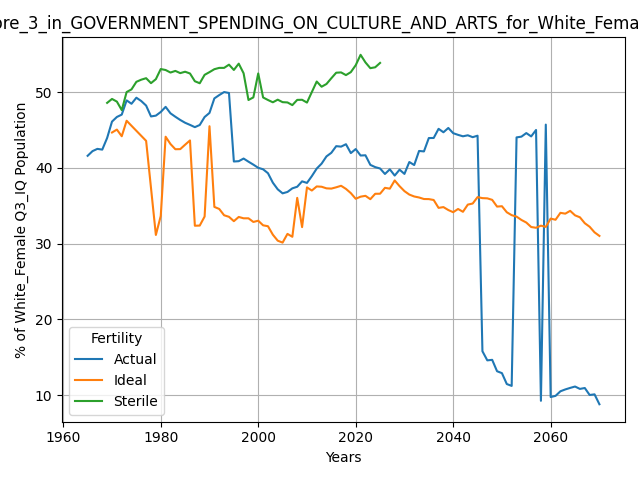 ore_3_in_GOVERNMENT_SPENDING_ON_CULTURE_AND_ARTS_for_White_Fema
% of White_Female Q3_IQ Population
50
40
30
20
10
Fertility
Actual
Ideal
Sterile
1960
1980
2000
2020
2040
2060
Years